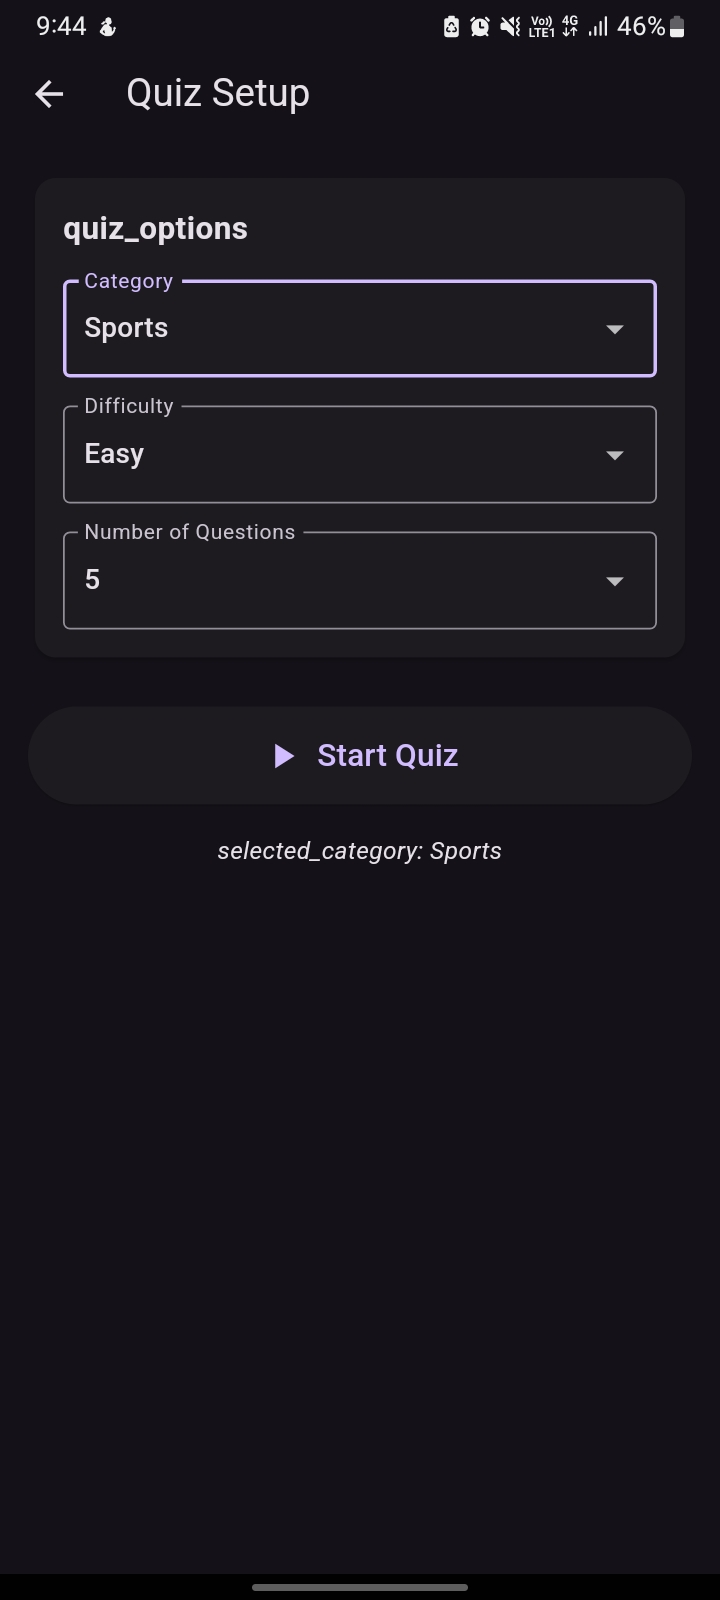 9:44 Vo)) LTE1 4G 46%
Quiz Setup
quiz_options
Category
Sports
Difficulty
Easy
Number of Questions
5
Start Quiz
selected_category: Sports